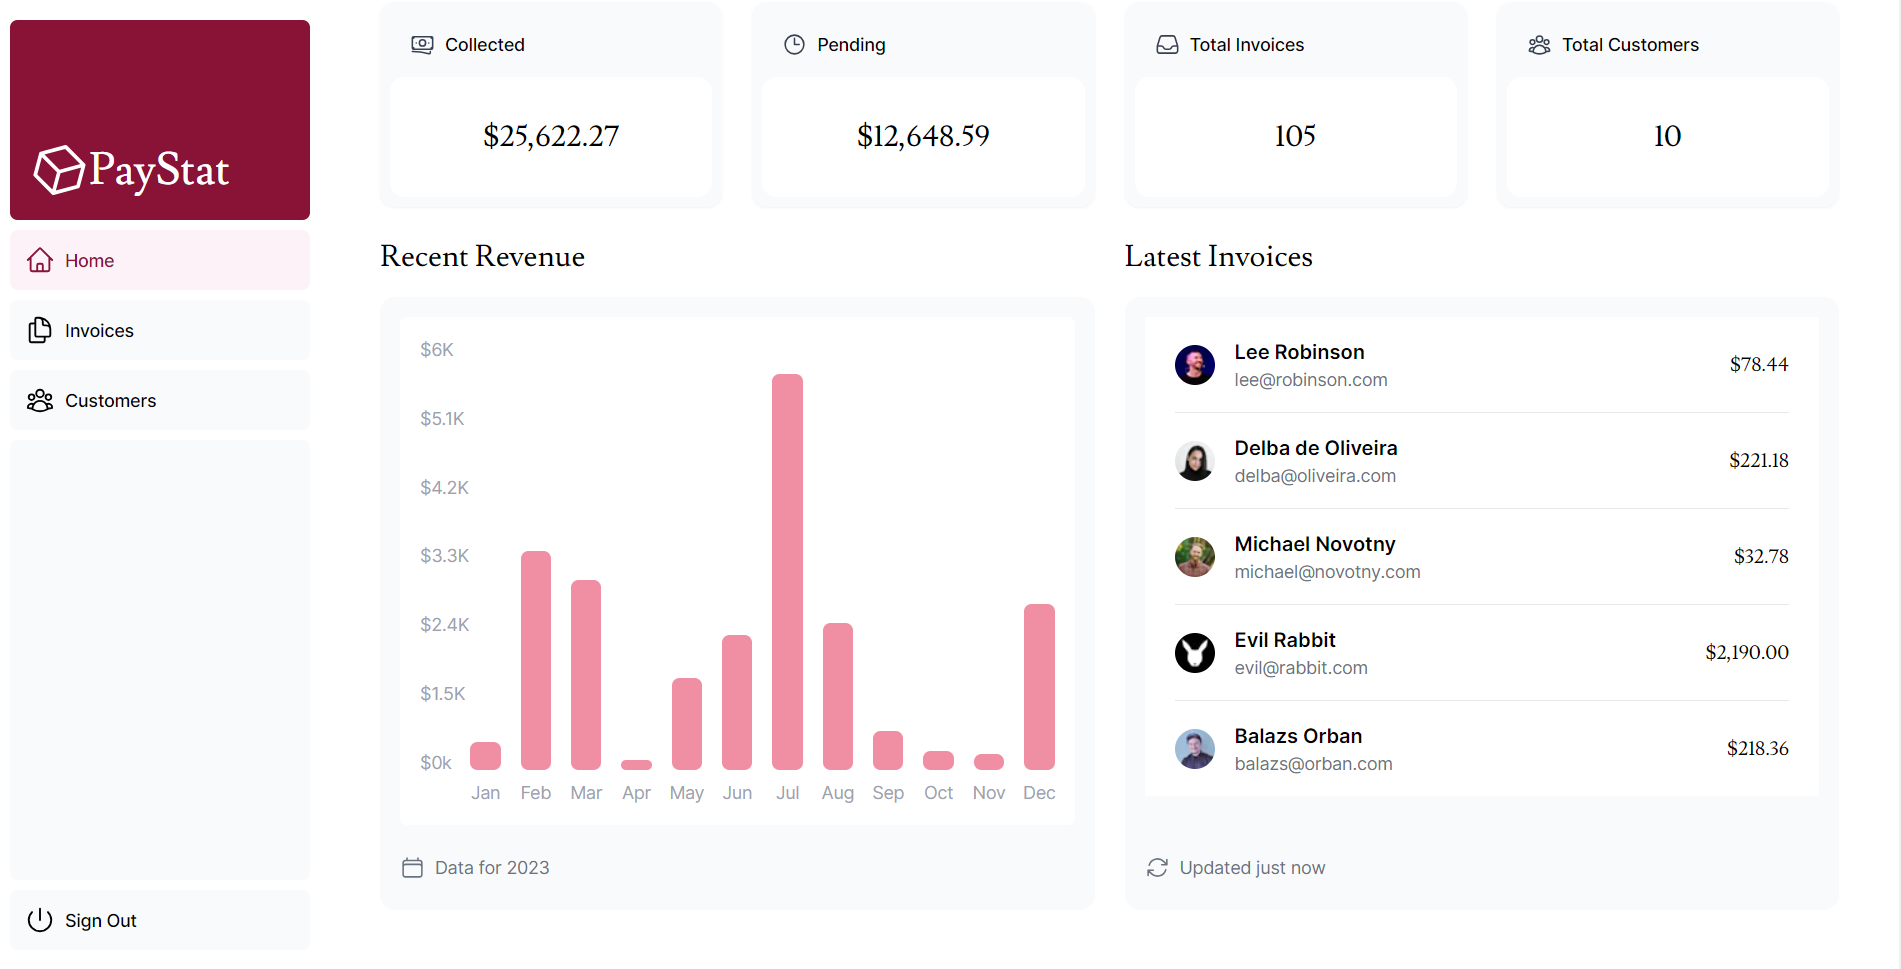 PayStat
Home
Invoices
Customers
Sign Out
Collected
$25,622.27
Pending
$12,648.59
Total Invoices
105
Total Customers
10
Recent Revenue
$6K
$5.1K
$4.2K
$3.3K
$2.4K
$1.5K
$0k
Jan Feb Mar Apr May Jun Jul Aug Sep Oct Nov Dec
Data for 2023
Latest Invoices
Lee Robinson
lee@robinson.com
$78.44
Delba de Oliveira
delba@oliveira.com
$221.18
Michael Novotny
michael@novotny.com
$32.78
Evil Rabbit
evil@rabbit.com
$2,190.00
Balazs Orban
balazs@orban.com
$218.36
Updated just now